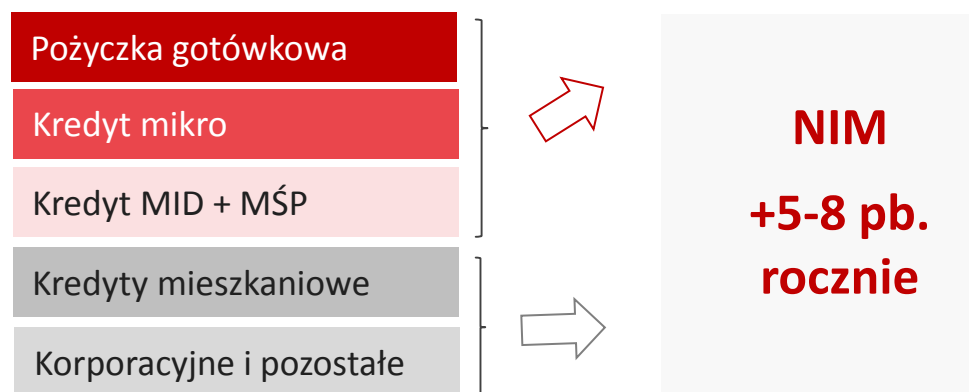 Pożyczka gotówkowa
Kredyt mikro
Kredyt MID + MŚP
Kredyty mieszkaniowe
Korporacyjne i pozostałe
NIM
+5-8 pb.
rocznie